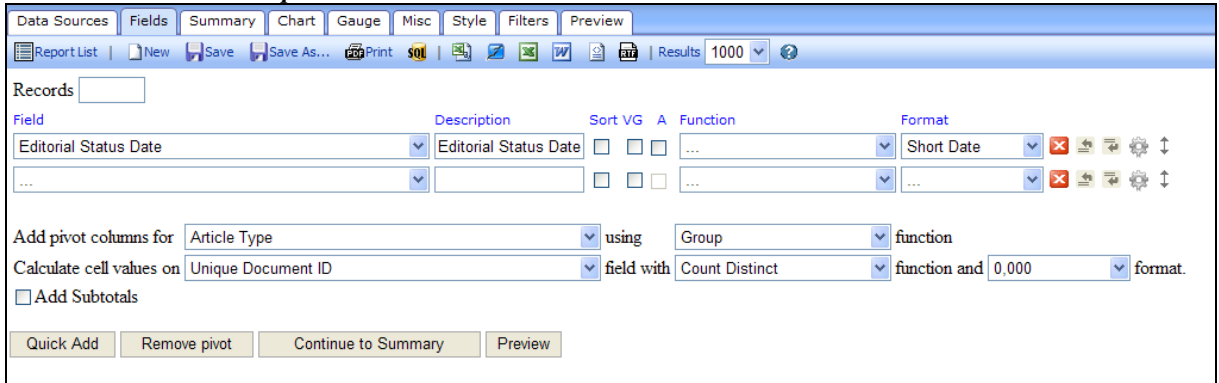 Data Sources Fields Summary Chart Gauge Misc Style Filters Preview
Report List | New Save Save As... Print SQL | | Results 1000
Records
Field Description Sort VG A Function Format
Editorial Status Date Editorial Status Date ... Short Date
... ... ...
Add pivot columns for Article Type using Group function
Calculate cell values on Unique Document ID field with Count Distinct function and 0,000 format.
Add Subtotals
Quick Add Remove pivot Continue to Summary Preview